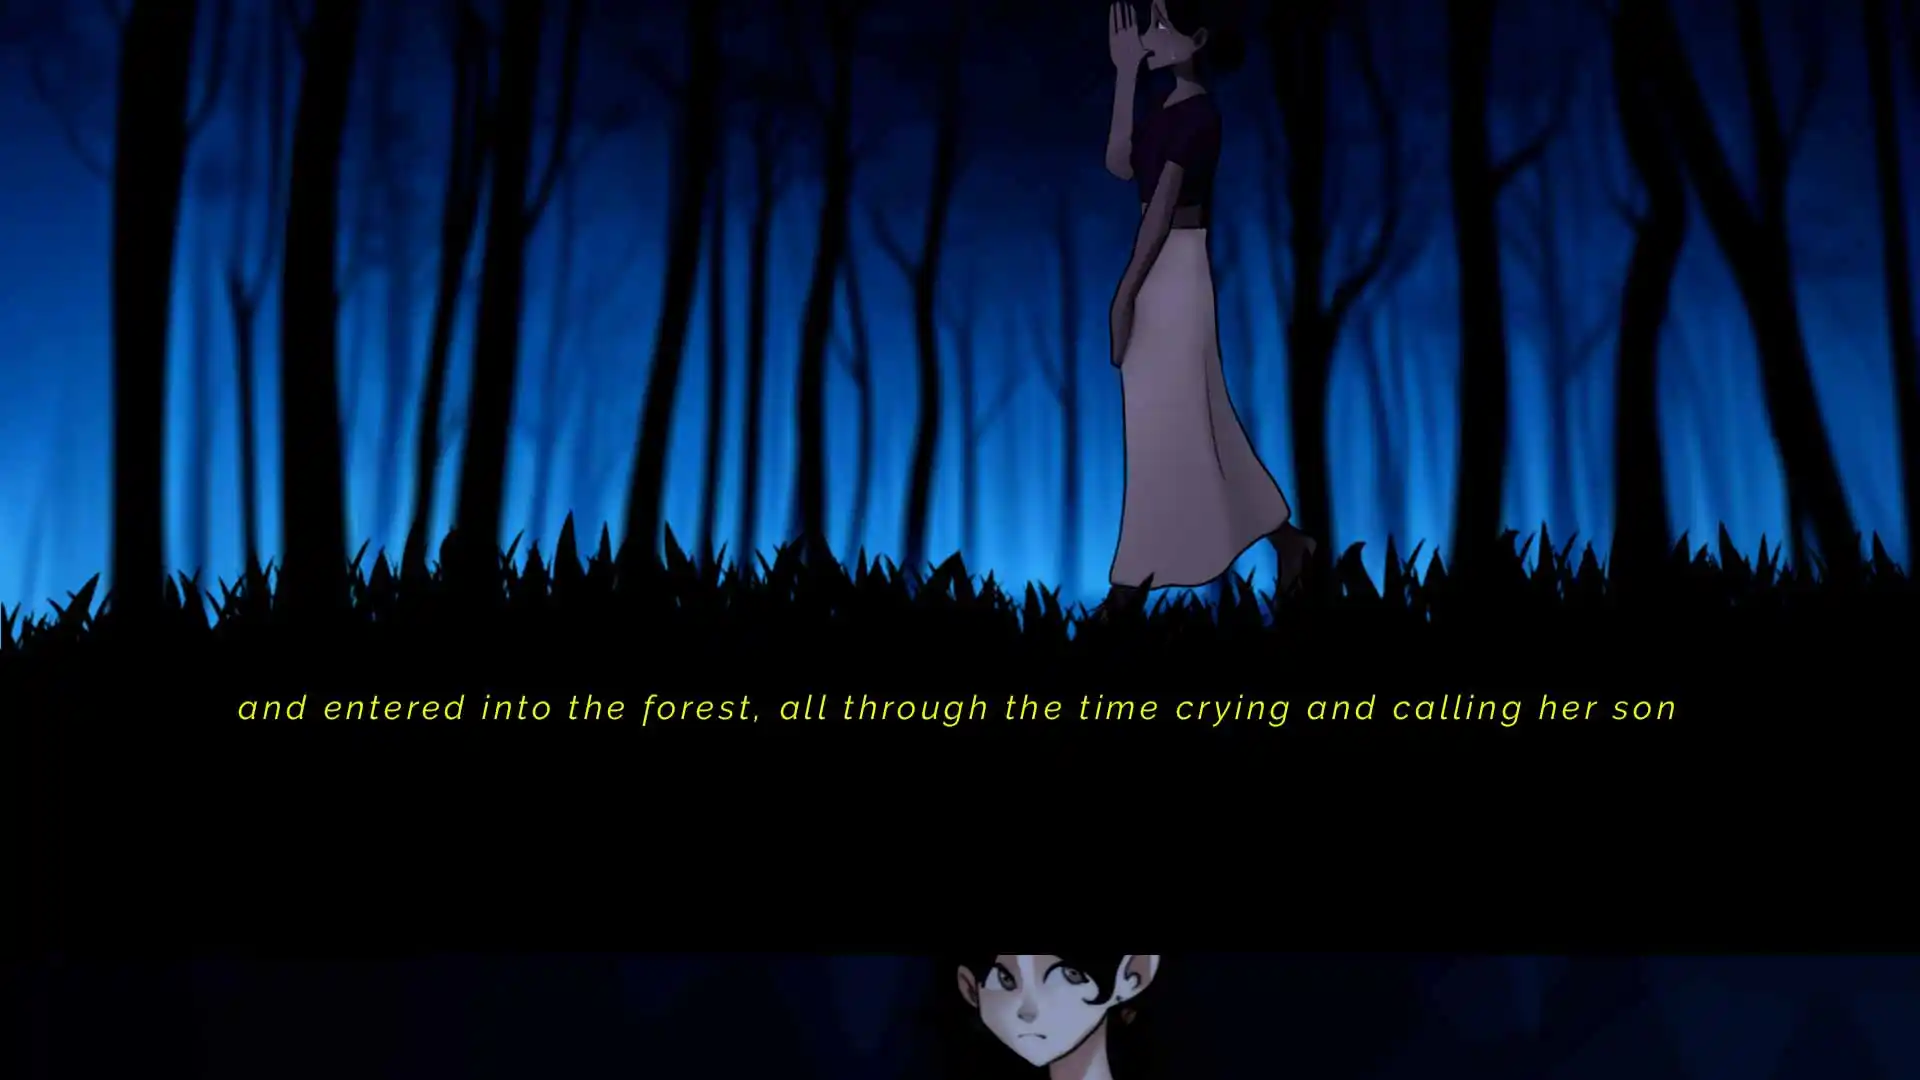 and entered into the forest, all through the time crying and calling her son